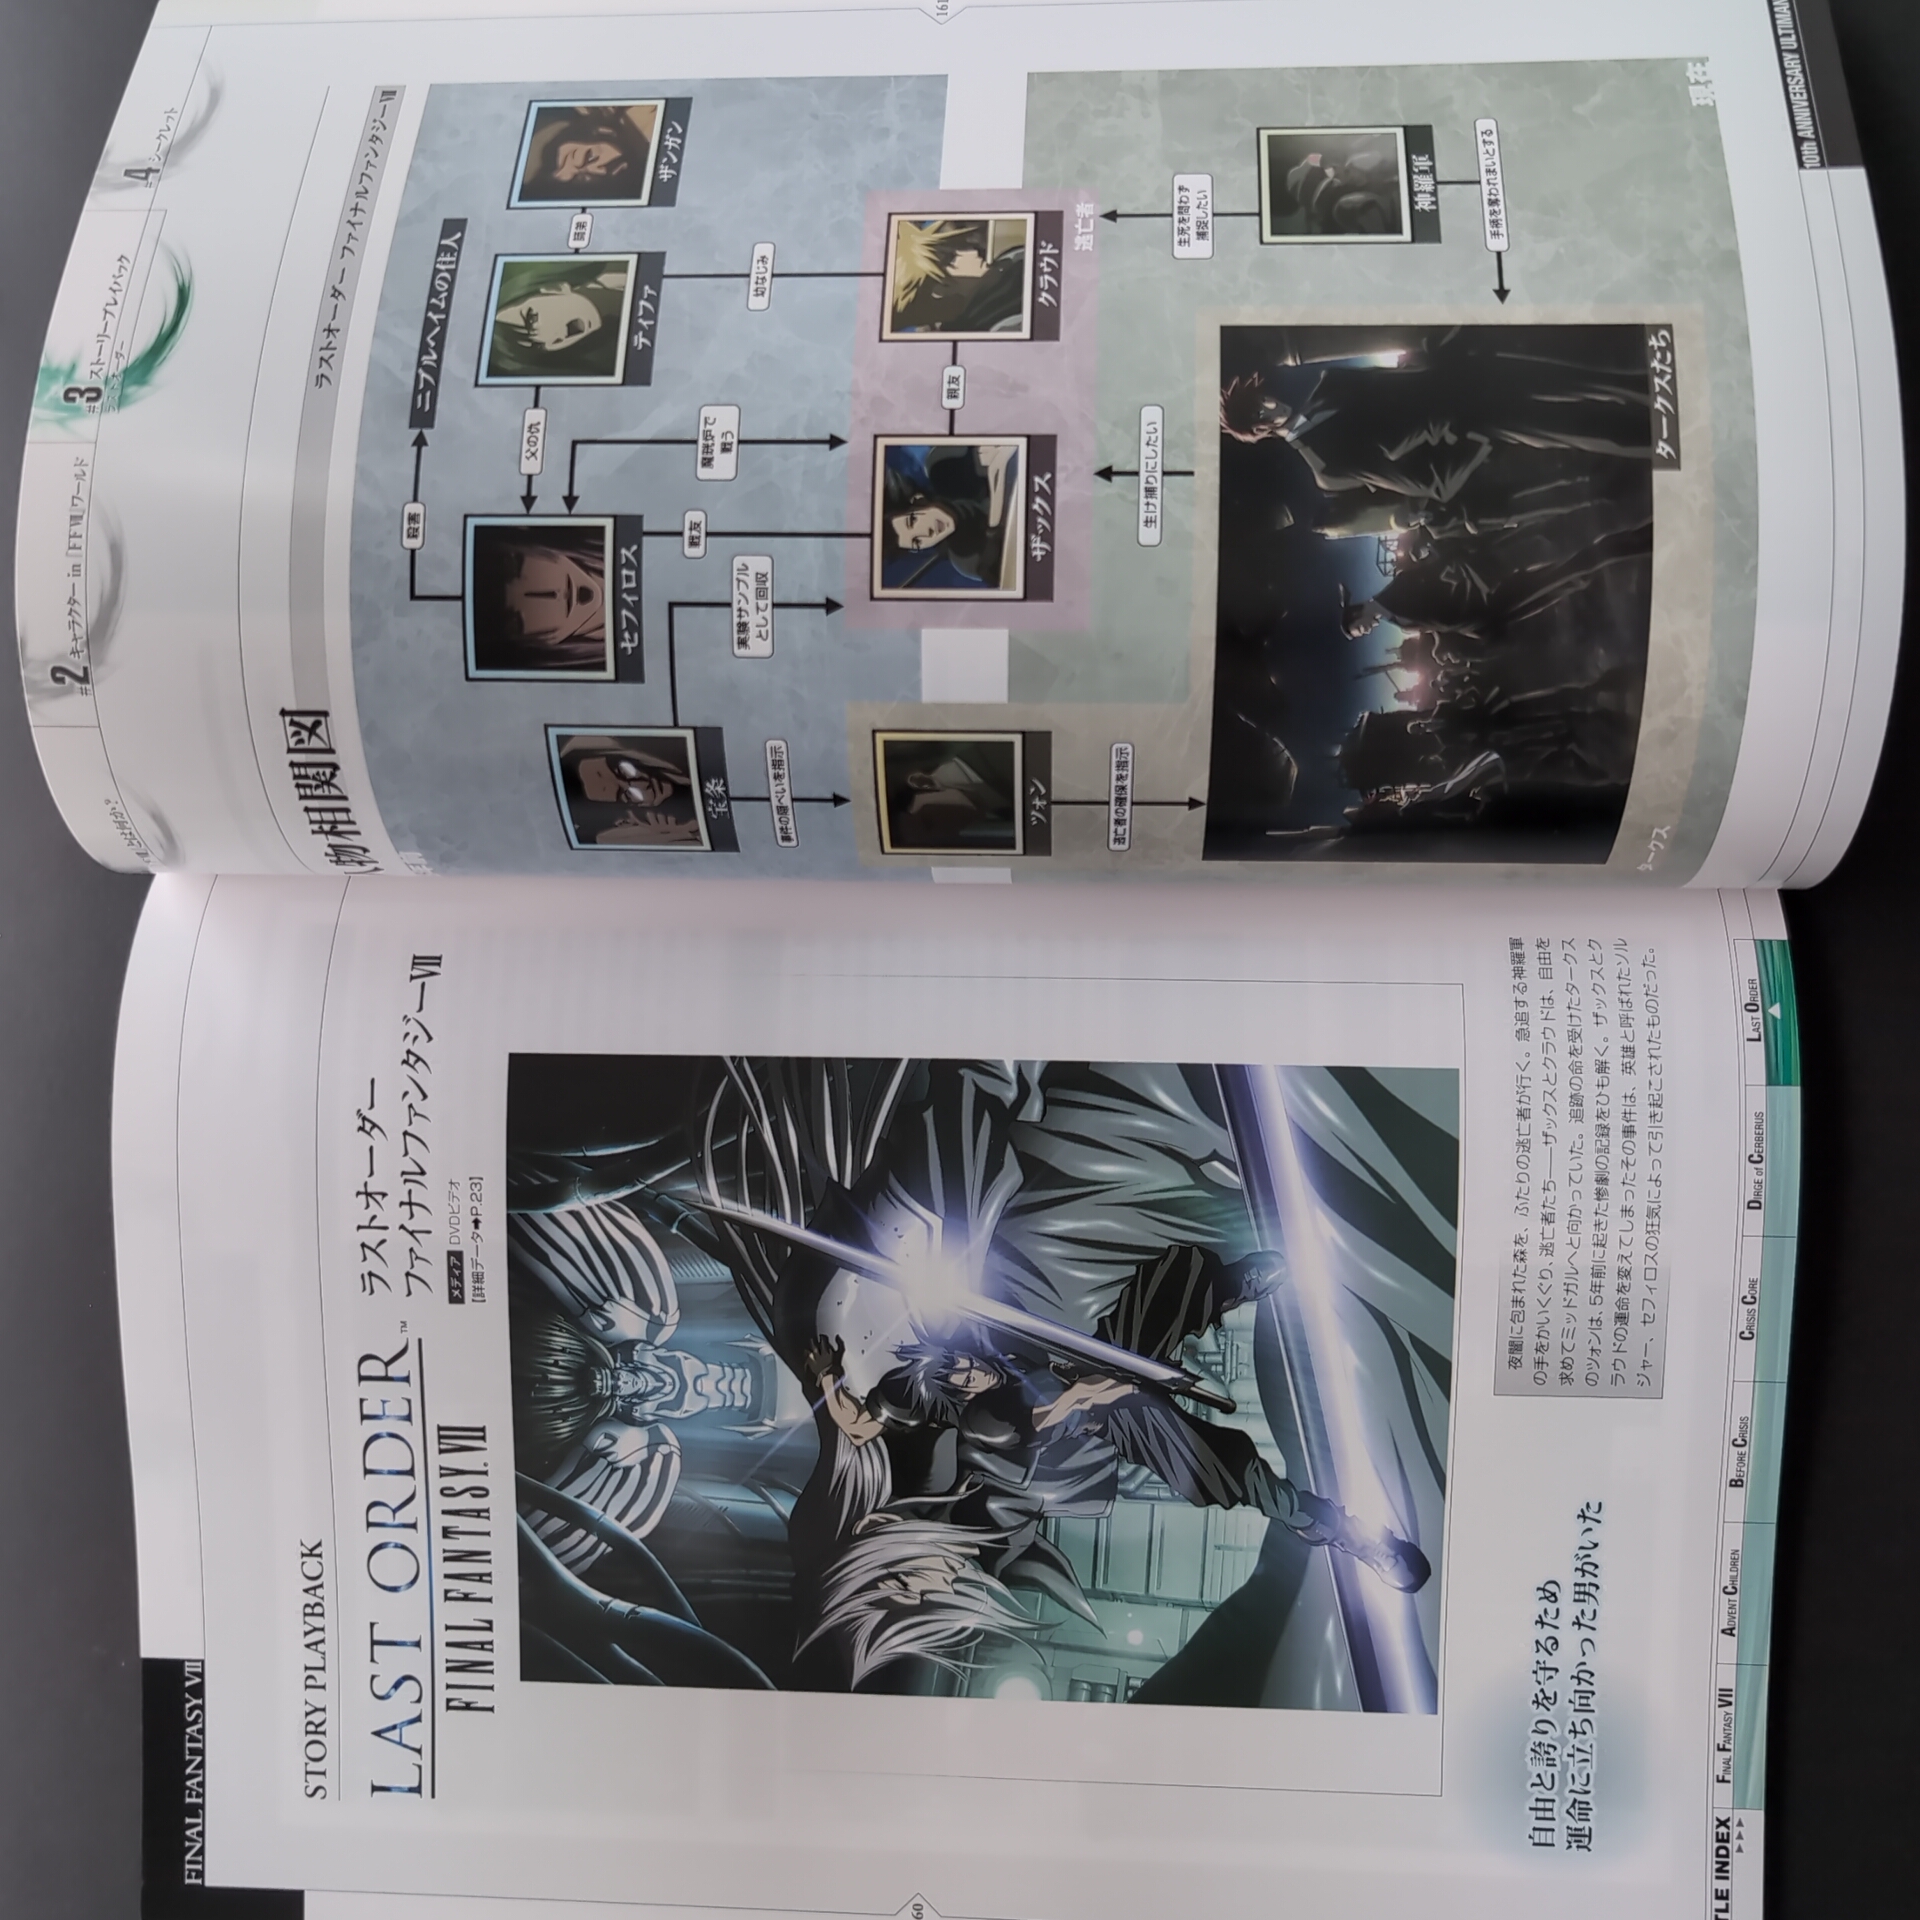 FINAL FANTASY VII
STORY PLAYBACK
LAST ORDER™
FINAL FANTASY. VII
ラストオーダー
ファイナルファンタジーVII
メディア DVDビデオ
【詳細データ➡P.23】
60
自由と誇りを守るため
運命に立ち向かった男がいた
夜闇に包まれた森を、ふたりの逃亡者が行く。急追する神羅軍
の手をかいくぐり、逃亡者たち――ザックスとクラウドは、自由を
求めてミッドガルへと向かっていた。追跡の命を受けたタークス
のツォンは、5年前に起きた惨劇の記録をひも解く。ザックスとク
ラウドの運命を変えてしまったその事件は、英雄と呼ばれたソル
ジャー、セフィロスの狂気によって引き起こされたものだった。
TLE INDEX
FINAL FANTASY VII
ADVENT CHILDREN
BEFORE CRISIS
CRISIS CORE
DIRGE of CERBERUS
LAST ORDER
とは何か?
#2 キャラクター in『FFVII』ワールド
#3 ストーリープレイバック
ラストオーダー
#4 シークレット
人物相関図
ラストオーダー ファイナルファンタジーVII
年前
殺害
ニブルヘイムの住人
父の仇
師弟
セフィロス
ティファ
ザンガン
宝条
戦友
魔晄炉で
戦う
実験サンプル
として回収
幼なじみ
事件の隠ぺいを指示
親友
ツォン
ザックス
クラウド
逃亡者
逃亡者の確保を指示
生け捕りにしたい
生死を問わず
捕捉したい
神羅軍
手柄を奪われまいとする
タークス
タークスたち
現在
161
10th ANNIVERSARY ULTIMAN